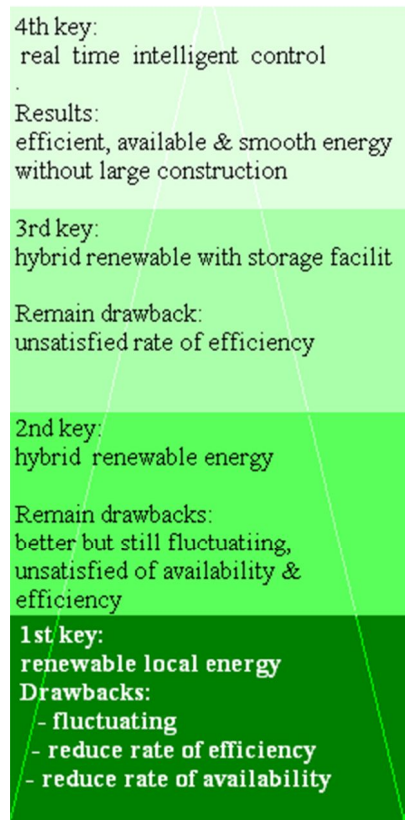 4th key:
real time intelligent control
.
Results:
efficient, available & smooth energy
without large construction
3rd key:
hybrid renewable with storage facilit
Remain drawback:
unsatisfied rate of efficiency
2nd key:
hybrid renewable energy
Remain drawbacks:
better but still fluctuatiing,
unsatisfied of availability &
efficiency
1st key:
renewable local energy
Drawbacks:
- fluctuating
- reduce rate of efficiency
- reduce rate of availability